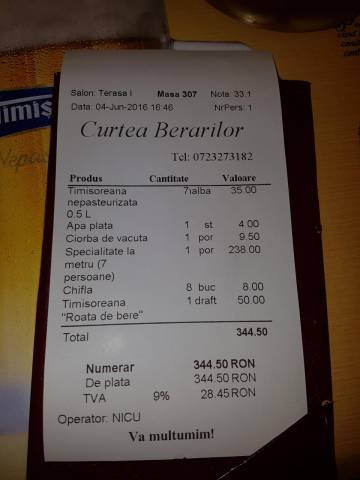 Salon: Terasa I Masa 307 Nota: 33.1
Data: 04-Jun-2016 16:46 NrPers: 1
Curtea Berarilor
Tel: 0723273182
Produs Cantitate Valoare
Timisoreana 7 alba 35.00
nepasteurizata
0.5 L
Apa plata 1 st 4.00
Ciorba de vacuta 1 por 9.50
Specialitate la 1 por 238.00
metru (7
persoane)
Chifla 8 buc 8.00
Timisoreana 1 draft 50.00
"Roata de bere"
Total 344.50
Numerar 344.50 RON
De plata 344.50 RON
TVA 9% 28.45 RON
Operator: NICU
Va multumim!